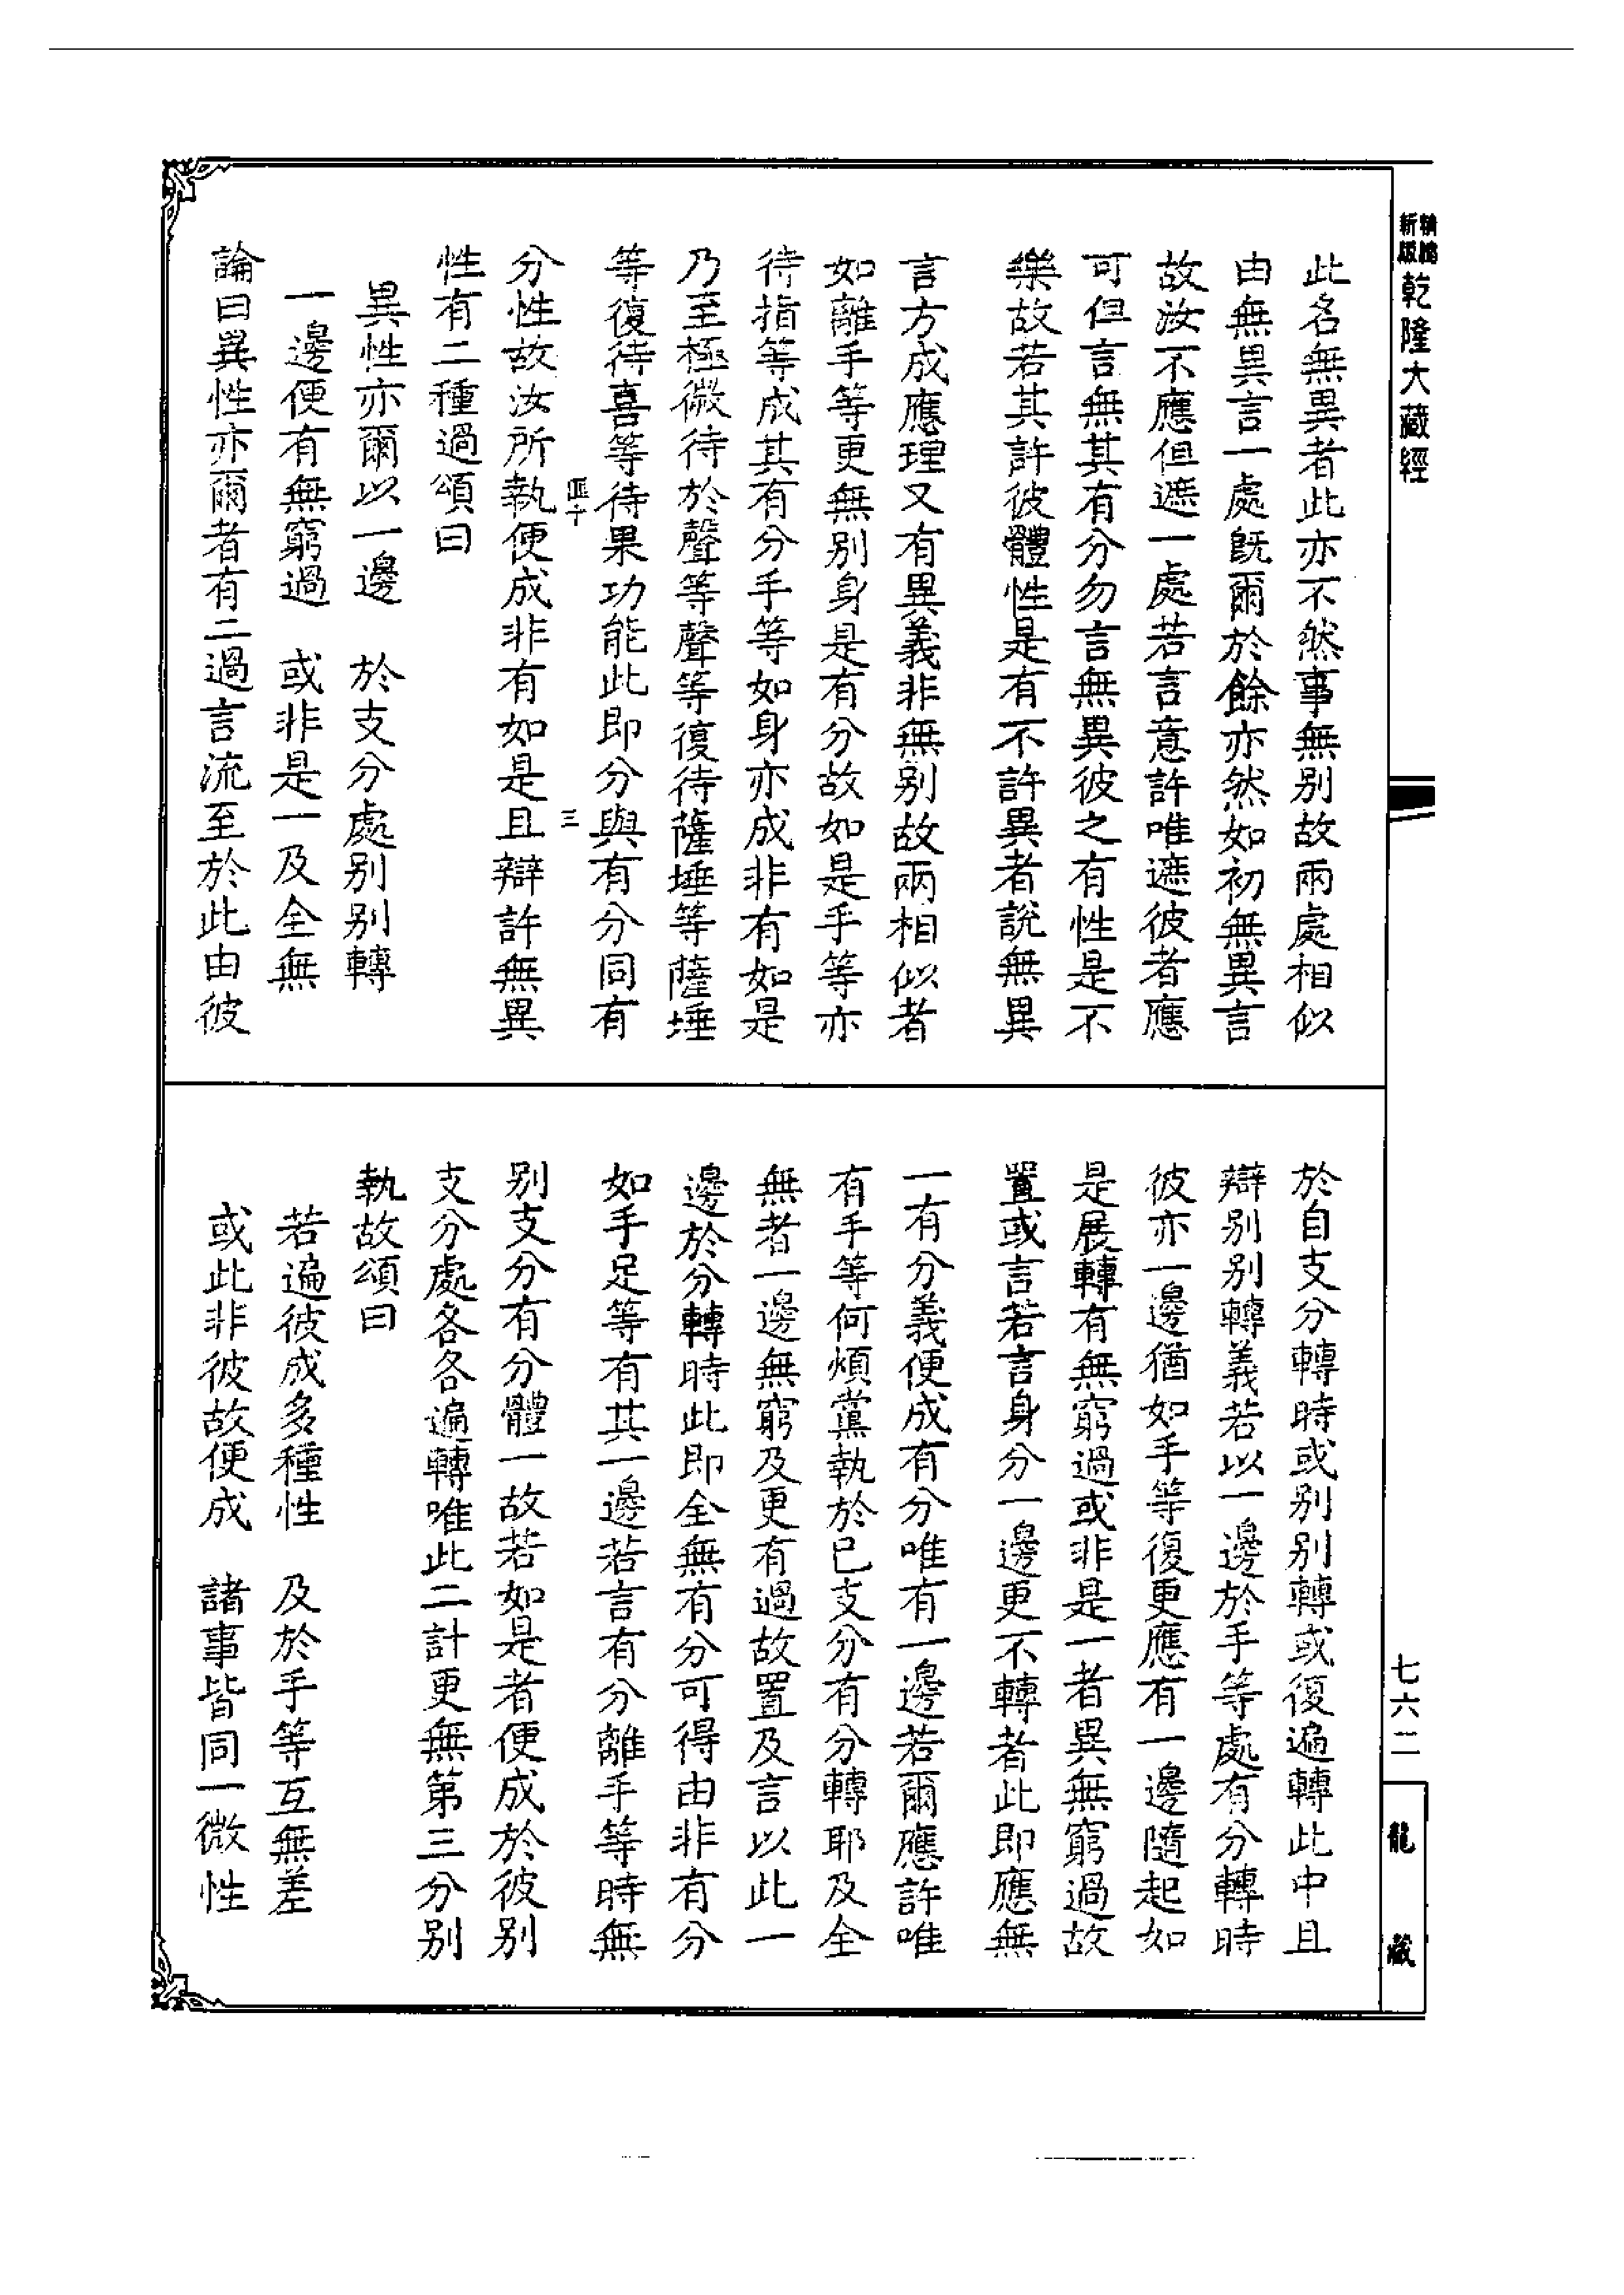 新版 精縮 乾隆大藏經
此名無異者此亦不然事無别故兩處相似
由無異言一處既爾於餘亦然如初無異言
故汝不應但遮一處若言意許唯遮彼者應
可但言無其有分勿言無異彼之有性是不
樂故若其許彼體性是有不許異者說無異
言方成應理又有異義非無别故兩相似者
如離手等更無别身是有分故如是手等亦
待指等成其有分手等如身亦成非有如是
乃至極微待於聲等聲等復待薩埵等薩埵
等復待喜等待果功能此即分與有分同有
匪十 三
分性故汝所執便成非有如是且辯許無異
性有二種過頌曰
異性亦爾以一邊 於支分處别别轉
一邊便有無窮過 或非是一及全無
論曰異性亦爾者有二過言流至於此由彼
於自支分轉時或别别轉或復遍轉此中且
辯别别轉義若以一邊於手等處有分轉時
彼亦一邊猶如手等復更應有一邊隨起如
是展轉有無窮過或非是一者異無窮過故
置或言若言身分一邊更不轉者此即應無
一有分義便成有分唯有一邊若爾應許唯
有手等何煩黨執於已支分有分轉耶及全
無者一邊無窮及更有過故置及言以此一
邊於分轉時此即全無有分可得由非有分
如手足等有其一邊若言有分離手等時無
别支分有分體一故若如是者便成於彼别
支分處各各遍轉唯此二計更無第三分别
執故頌曰
若遍彼成多種性 及於手等互無差
或此非彼故便成 諸事皆同一微性
七六二
龍藏